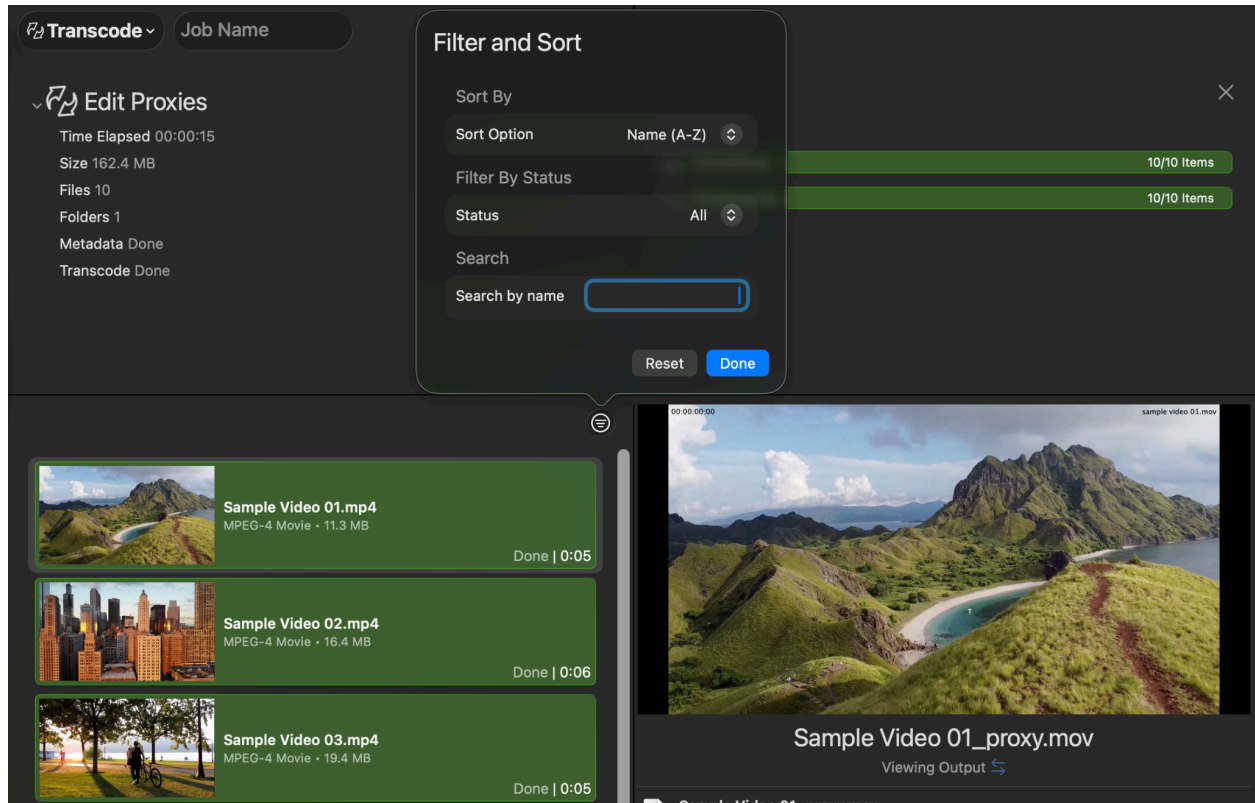 Transcode
Job Name
Edit Proxies
Time Elapsed 00:00:15
Size 162.4 MB
Files 10
Folders 1
Metadata Done
Transcode Done
Filter and Sort
Sort By
Sort Option Name (A-Z)
Filter By Status
Status All
Search
Search by name
Reset Done
10/10 Items
10/10 Items
Sample Video 01.mp4
MPEG-4 Movie • 11.3 MB
Done | 0:05
Sample Video 02.mp4
MPEG-4 Movie • 16.4 MB
Done | 0:06
Sample Video 03.mp4
MPEG-4 Movie • 19.4 MB
Done | 0:05
00:00:00:00 sample video 01.mov
Sample Video 01_proxy.mov
Viewing Output